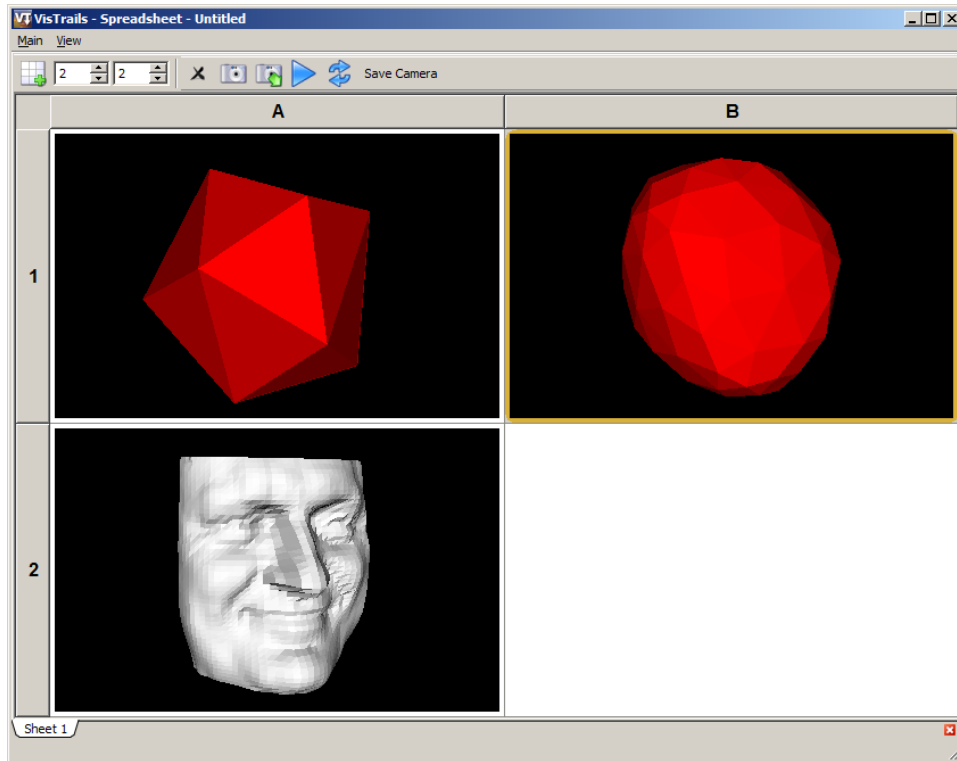 VisTrails - Spreadsheet - Untitled
Main View
2 2 Save Camera
A B
1
2
Sheet 1